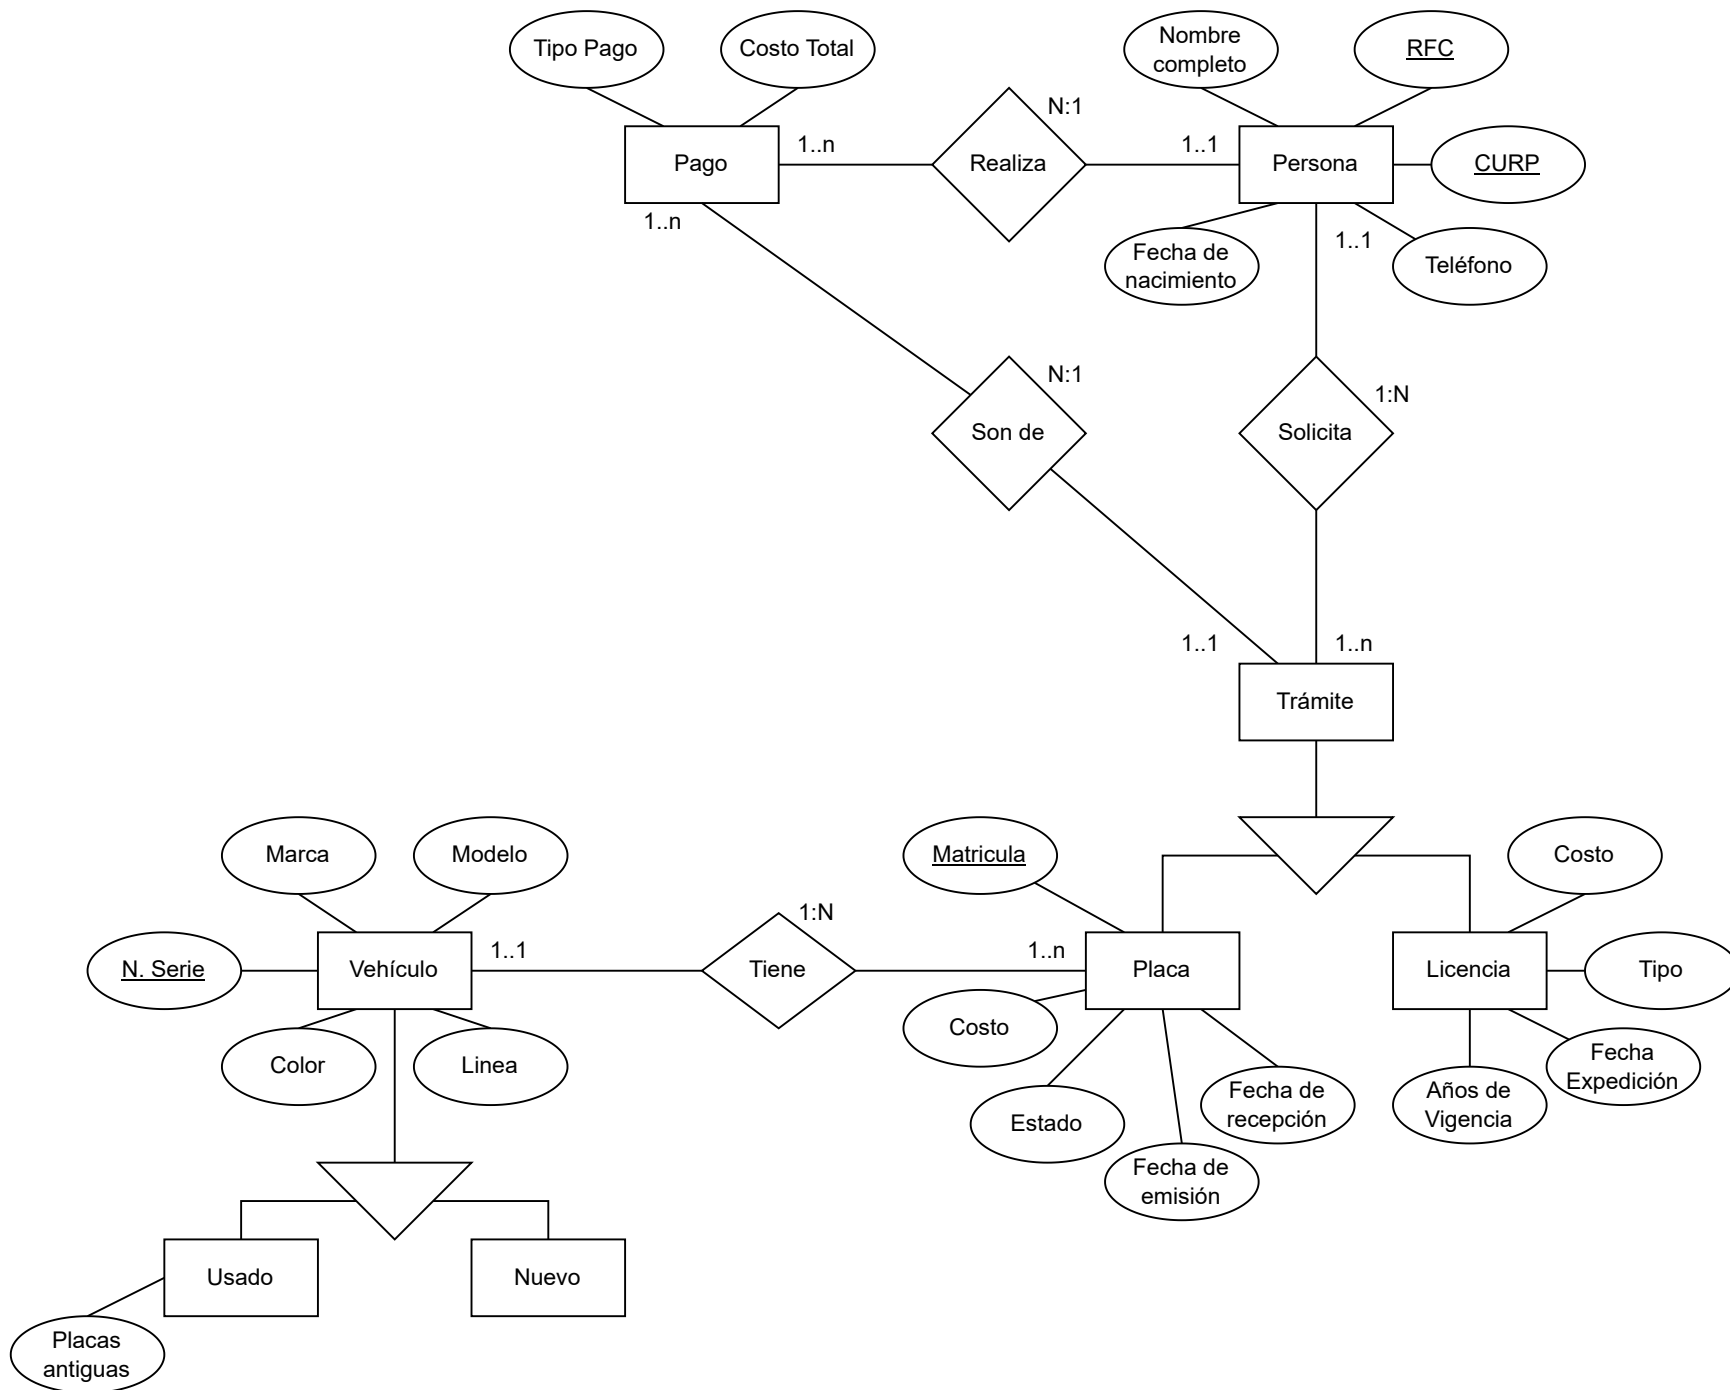 Tipo Pago
Costo Total
Nombre
completo
RFC
N:1
Pago
1..n
Realiza
1..1
Persona
CURP
1..n
Fecha de
nacimiento
1..1
Teléfono
N:1
Son de
1:N
Solicita
1..1
1..n
Trámite
Marca
Modelo
Matricula
Costo
1:N
N. Serie
Vehículo
1..1
Tiene
1..n
Placa
Licencia
Tipo
Costo
Color
Linea
Estado
Fecha de
emisión
Fecha de
recepción
Años de
Vigencia
Fecha
Expedición
Usado
Nuevo
Placas
antiguas